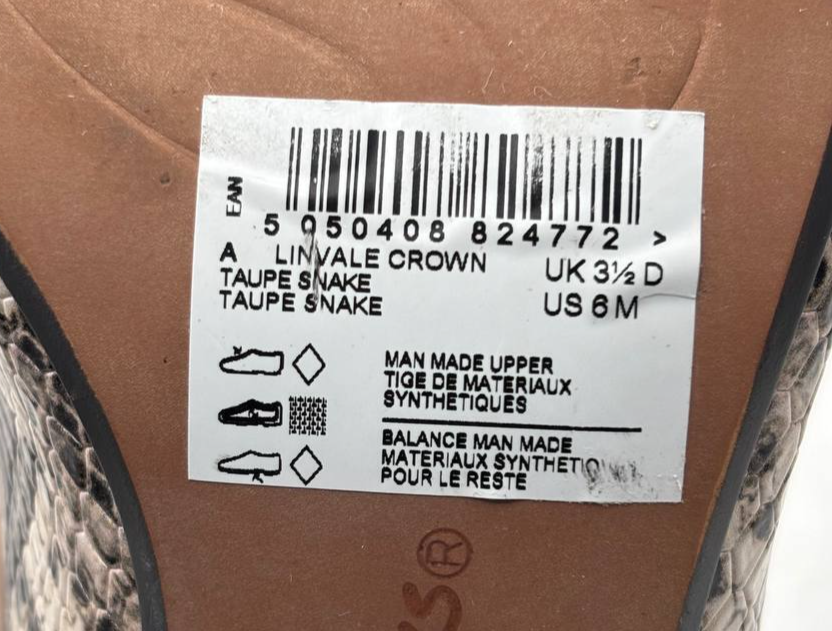 EAN
5 050408 824772 >
A LINVALE CROWN UK 3½ D
TAUPE SNAKE US 6 M
TAUPE SNAKE
MAN MADE UPPER
TIGE DE MATERIAUX
SYNTHETIQUES
BALANCE MAN MADE
MATERIAUX SYNTHETIQ
POUR LE RESTE
KS®